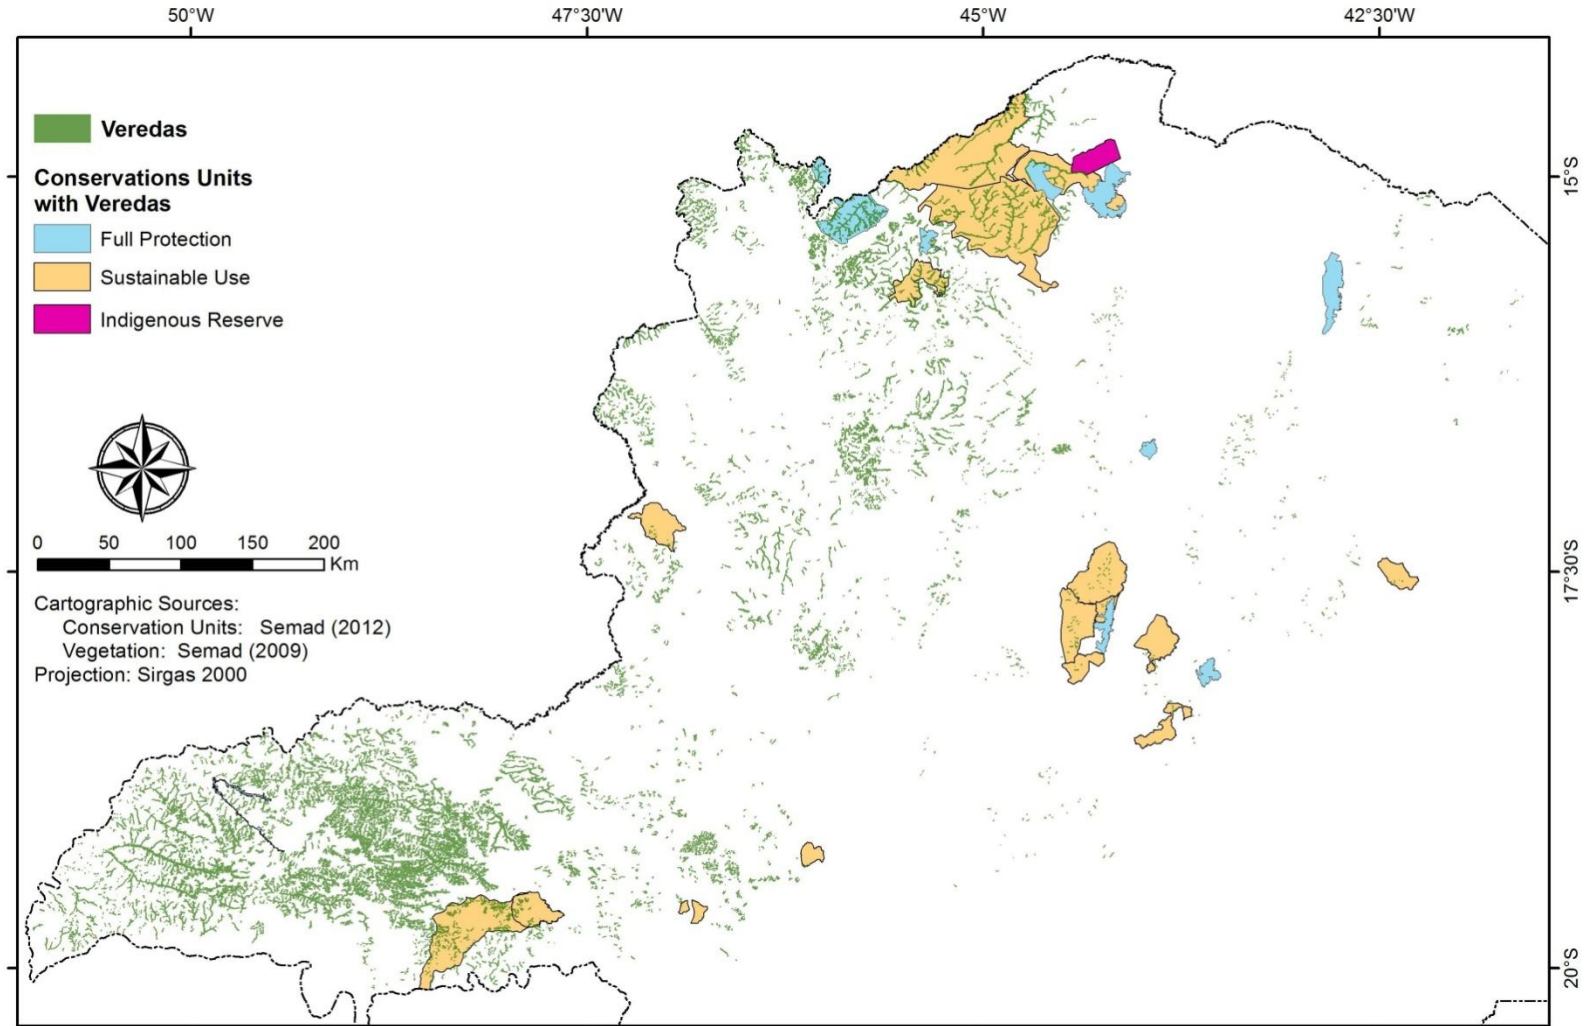 50°W 47°30'W 45°W 42°30'W
Veredas
Conservations Units
with Veredas
Full Protection
Sustainable Use
Indigenous Reserve
0 50 100 150 200
Km
Cartographic Sources:
Conservation Units: Semad (2012)
Vegetation: Semad (2009)
Projection: Sirgas 2000
15°S
17°30'S
20°S